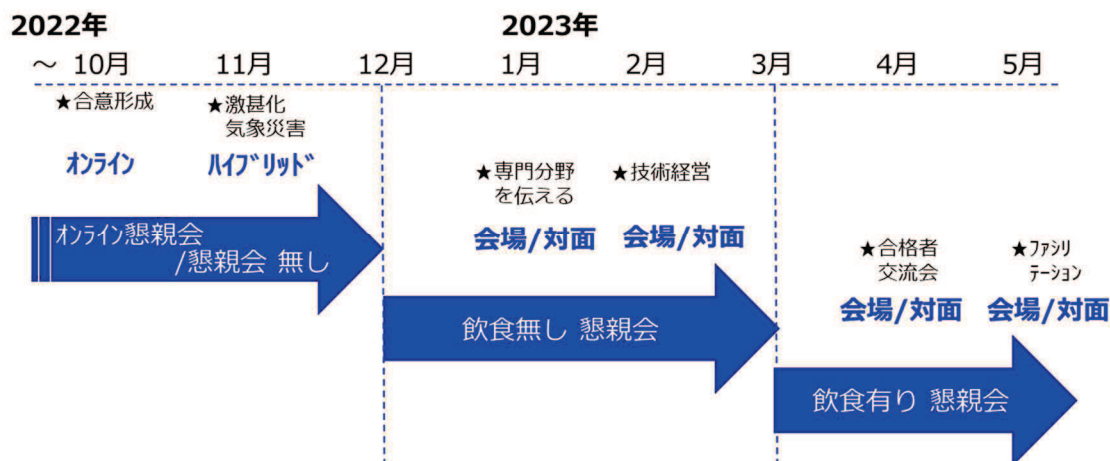 2022年 2023年
～ 10月 11月 12月 1月 2月 3月 4月 5月
★合意形成
★激甚化
気象災害
ｵﾝﾗｲﾝ
ﾊｲﾌﾞﾘｯﾄﾞ
ｵﾝﾗｲﾝ懇親会
/懇親会 無し
★専門分野
を伝える
★技術経営
会場/対面
会場/対面
飲食無し 懇親会
★合格者
交流会
★ﾌｧｼﾘ
ﾃｰｼｮﾝ
会場/対面
会場/対面
飲食有り 懇親会